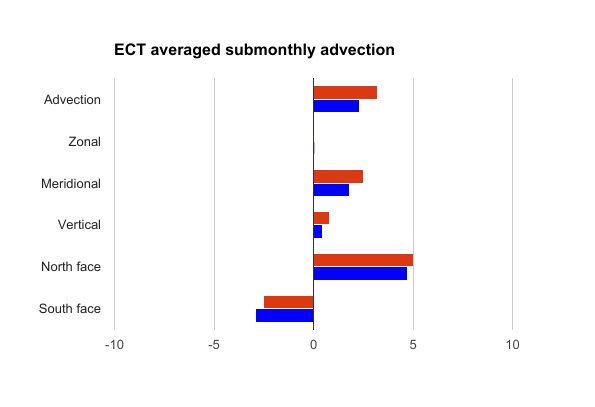 ECT averaged submonthly advection
Advection
Zonal
Meridional
Vertical
North face
South face
-10 -5 0 5 10